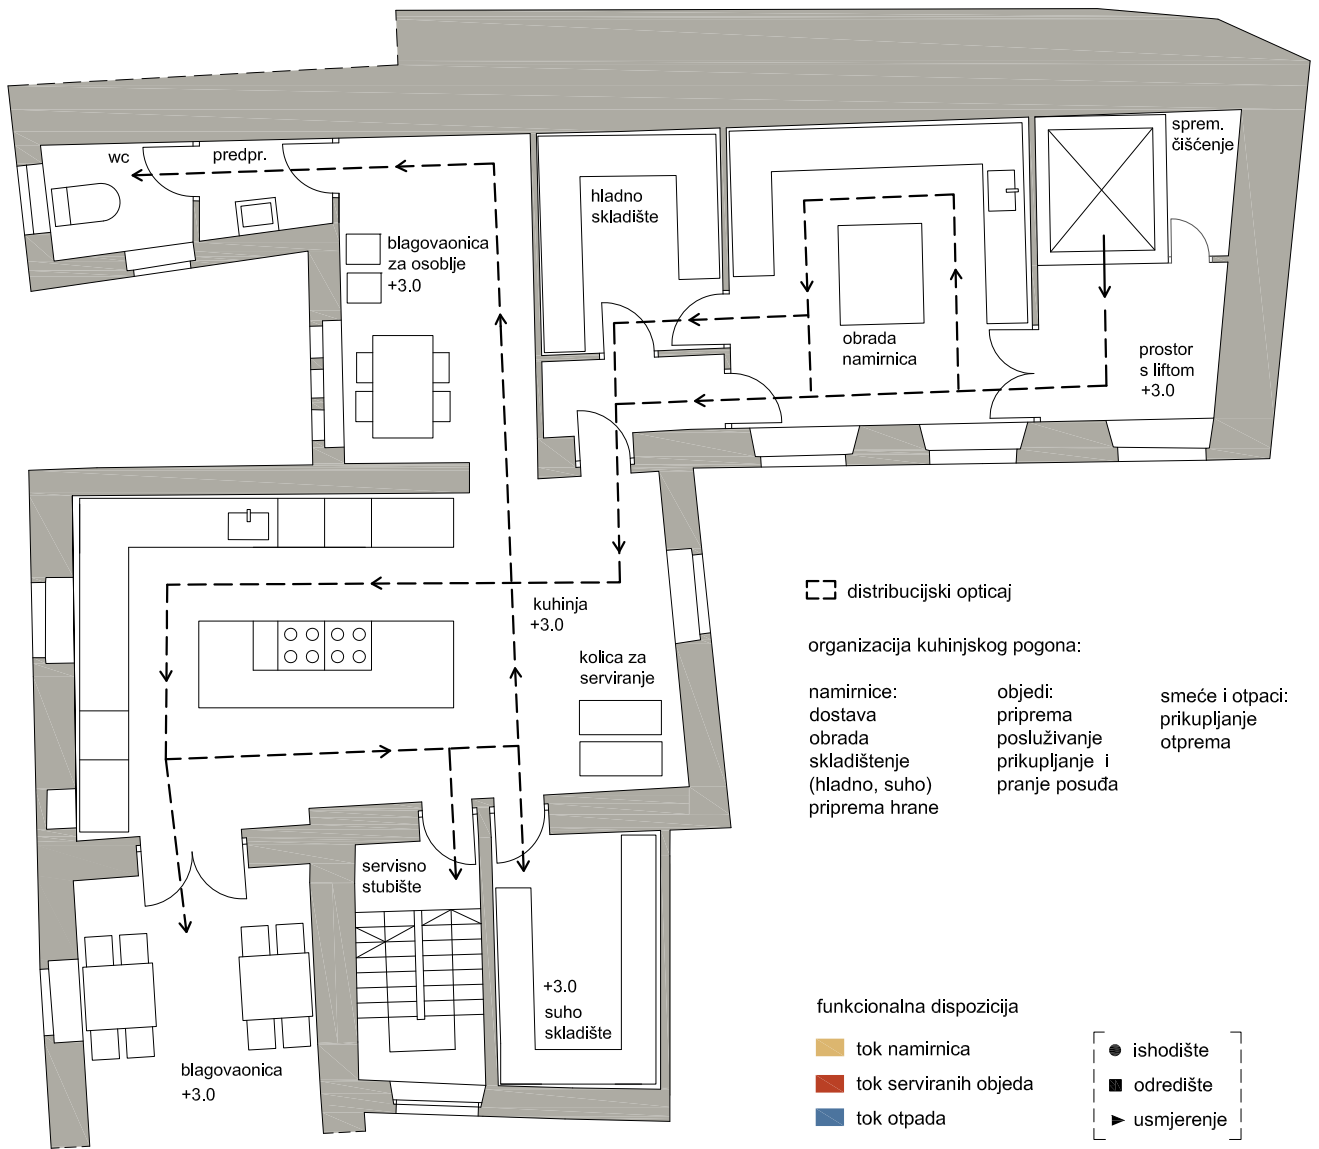 wc
predpr.
sprem.
čišćenje
hladno
skladište
blagovaonica
za osoblje
+3.0
obrada
namirnica
prostor
s liftom
+3.0
kuhinja
+3.0
kolica za
serviranje
servisno
stubište
+3.0
suho
skladište
blagovaonica
+3.0
distribucijski opticaj
organizacija kuhinjskog pogona:
namirnice:
dostava
obrada
skladištenje
(hladno, suho)
priprema hrane
objedi:
priprema
posluživanje
prikupljanje i
pranje posuđa
smeće i otpaci:
prikupljanje
otprema
funkcionalna dispozicija
tok namirnica
tok serviranih objeda
tok otpada
ishodište
odredište
usmjerenje